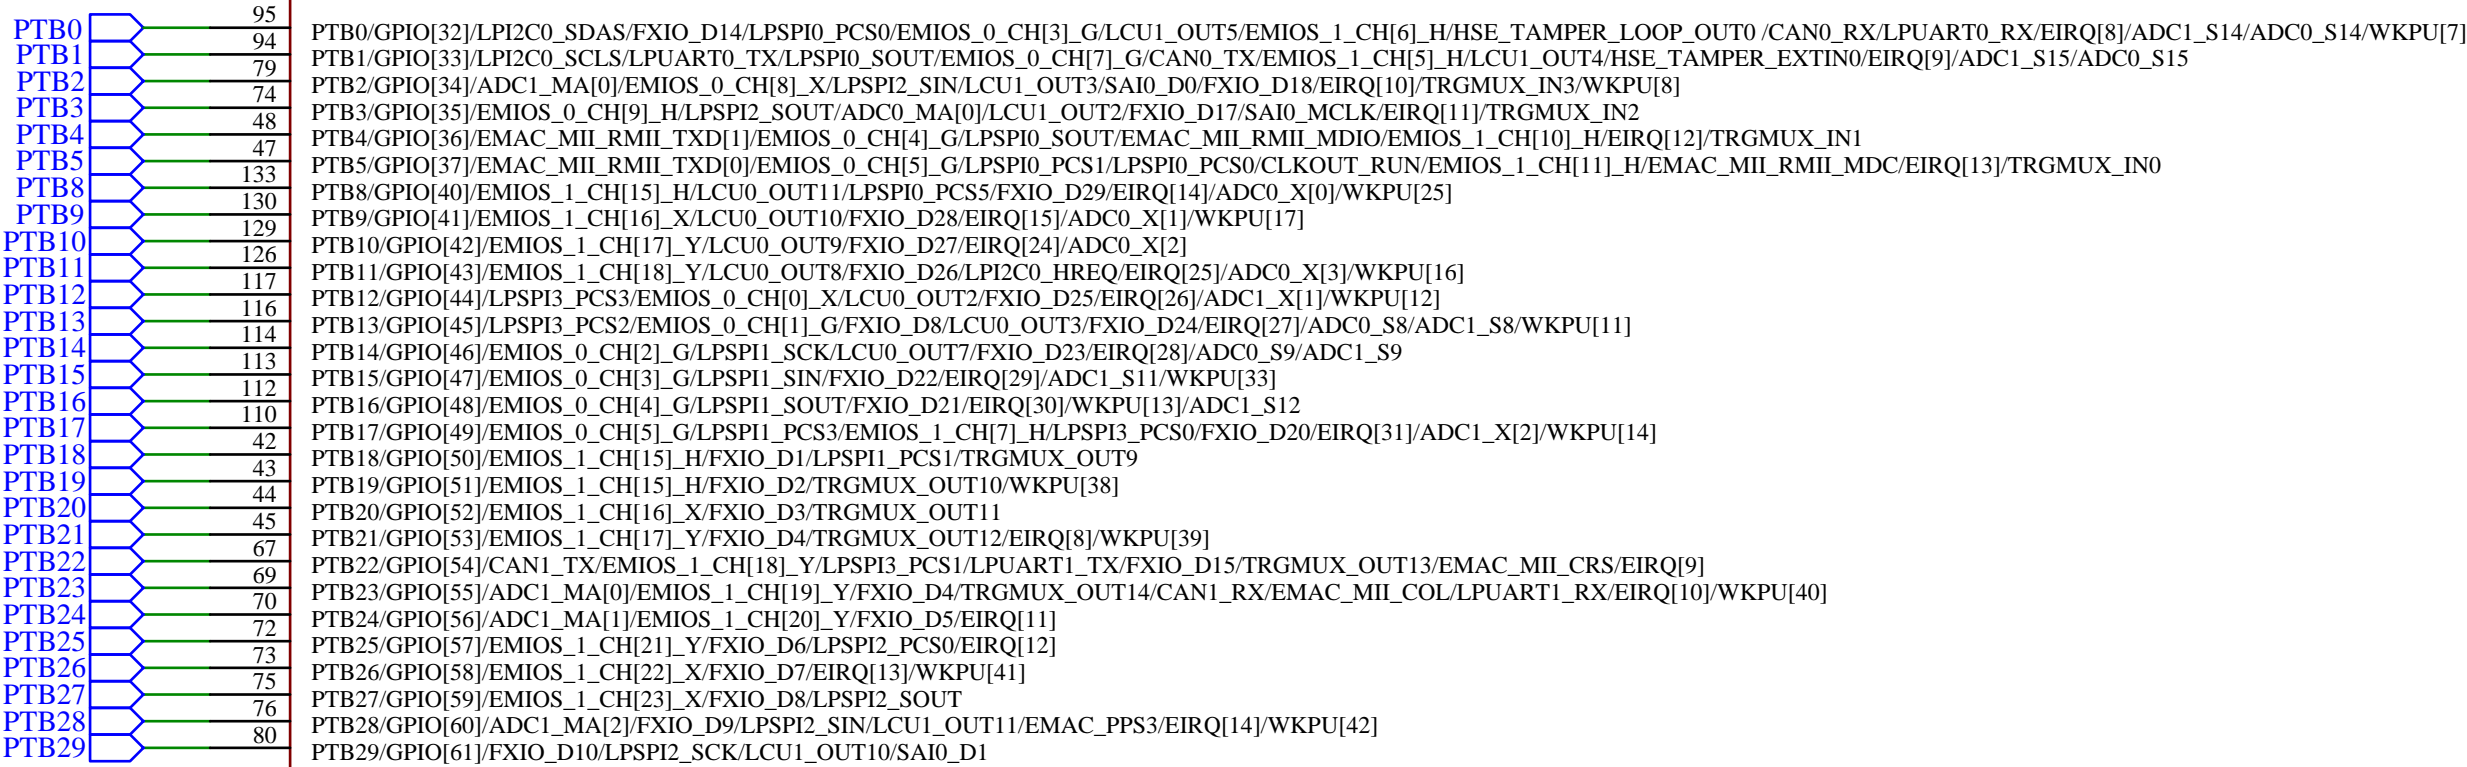 PTB0 95 PTB0/GPIO[32]/LPI2C0_SDAS/FXIO_D14/LPSPI0_PCS0/EMIOS_0_CH[3]_G/LCU1_OUT5/EMIOS_1_CH[6]_H/HSE_TAMPER_LOOP_OUT0 /CAN0_RX/LPUART0_RX/EIRQ[8]/ADC1_S14/ADC0_S14/WKPU[7]
PTB1 94 PTB1/GPIO[33]/LPI2C0_SCLS/LPUART0_TX/LPSPI0_SOUT/EMIOS_0_CH[7]_G/CAN0_TX/EMIOS_1_CH[5]_H/LCU1_OUT4/HSE_TAMPER_EXTIN0/EIRQ[9]/ADC1_S15/ADC0_S15
PTB2 79 PTB2/GPIO[34]/ADC1_MA[0]/EMIOS_0_CH[8]_X/LPSPI2_SIN/LCU1_OUT3/SAI0_D0/FXIO_D18/EIRQ[10]/TRGMUX_IN3/WKPU[8]
PTB3 74 PTB3/GPIO[35]/EMIOS_0_CH[9]_H/LPSPI2_SOUT/ADC0_MA[0]/LCU1_OUT2/FXIO_D17/SAI0_MCLK/EIRQ[11]/TRGMUX_IN2
PTB4 48 PTB4/GPIO[36]/EMAC_MII_RMII_TXD[1]/EMIOS_0_CH[4]_G/LPSPI0_SOUT/EMAC_MII_RMII_MDIO/EMIOS_1_CH[10]_H/EIRQ[12]/TRGMUX_IN1
PTB5 47 PTB5/GPIO[37]/EMAC_MII_RMII_TXD[0]/EMIOS_0_CH[5]_G/LPSPI0_PCS1/LPSPI0_PCS0/CLKOUT_RUN/EMIOS_1_CH[11]_H/EMAC_MII_RMII_MDC/EIRQ[13]/TRGMUX_IN0
PTB8 133 PTB8/GPIO[40]/EMIOS_1_CH[15]_H/LCU0_OUT11/LPSPI0_PCS5/FXIO_D29/EIRQ[14]/ADC0_X[0]/WKPU[25]
PTB9 130 PTB9/GPIO[41]/EMIOS_1_CH[16]_X/LCU0_OUT10/FXIO_D28/EIRQ[15]/ADC0_X[1]/WKPU[17]
PTB10 129 PTB10/GPIO[42]/EMIOS_1_CH[17]_Y/LCU0_OUT9/FXIO_D27/EIRQ[24]/ADC0_X[2]
PTB11 126 PTB11/GPIO[43]/EMIOS_1_CH[18]_Y/LCU0_OUT8/FXIO_D26/LPI2C0_HREQ/EIRQ[25]/ADC0_X[3]/WKPU[16]
PTB12 117 PTB12/GPIO[44]/LPSPI3_PCS3/EMIOS_0_CH[0]_X/LCU0_OUT2/FXIO_D25/EIRQ[26]/ADC1_X[1]/WKPU[12]
PTB13 116 PTB13/GPIO[45]/LPSPI3_PCS2/EMIOS_0_CH[1]_G/FXIO_D8/LCU0_OUT3/FXIO_D24/EIRQ[27]/ADC0_S8/ADC1_S8/WKPU[11]
PTB14 114 PTB14/GPIO[46]/EMIOS_0_CH[2]_G/LPSPI1_SCK/LCU0_OUT7/FXIO_D23/EIRQ[28]/ADC0_S9/ADC1_S9
PTB15 113 PTB15/GPIO[47]/EMIOS_0_CH[3]_G/LPSPI1_SIN/FXIO_D22/EIRQ[29]/ADC1_S11/WKPU[33]
PTB16 112 PTB16/GPIO[48]/EMIOS_0_CH[4]_G/LPSPI1_SOUT/FXIO_D21/EIRQ[30]/WKPU[13]/ADC1_S12
PTB17 110 PTB17/GPIO[49]/EMIOS_0_CH[5]_G/LPSPI1_PCS3/EMIOS_1_CH[7]_H/LPSPI3_PCS0/FXIO_D20/EIRQ[31]/ADC1_X[2]/WKPU[14]
PTB18 42 PTB18/GPIO[50]/EMIOS_1_CH[15]_H/FXIO_D1/LPSPI1_PCS1/TRGMUX_OUT9
PTB19 43 PTB19/GPIO[51]/EMIOS_1_CH[15]_H/FXIO_D2/TRGMUX_OUT10/WKPU[38]
PTB20 44 PTB20/GPIO[52]/EMIOS_1_CH[16]_X/FXIO_D3/TRGMUX_OUT11
PTB21 45 PTB21/GPIO[53]/EMIOS_1_CH[17]_Y/FXIO_D4/TRGMUX_OUT12/EIRQ[8]/WKPU[39]
PTB22 67 PTB22/GPIO[54]/CAN1_TX/EMIOS_1_CH[18]_Y/LPSPI3_PCS1/LPUART1_TX/FXIO_D15/TRGMUX_OUT13/EMAC_MII_CRS/EIRQ[9]
PTB23 69 PTB23/GPIO[55]/ADC1_MA[0]/EMIOS_1_CH[19]_Y/FXIO_D4/TRGMUX_OUT14/CAN1_RX/EMAC_MII_COL/LPUART1_RX/EIRQ[10]/WKPU[40]
PTB24 70 PTB24/GPIO[56]/ADC1_MA[1]/EMIOS_1_CH[20]_Y/FXIO_D5/EIRQ[11]
PTB25 72 PTB25/GPIO[57]/EMIOS_1_CH[21]_Y/FXIO_D6/LPSPI2_PCS0/EIRQ[12]
PTB26 73 PTB26/GPIO[58]/EMIOS_1_CH[22]_X/FXIO_D7/EIRQ[13]/WKPU[41]
PTB27 75 PTB27/GPIO[59]/EMIOS_1_CH[23]_X/FXIO_D8/LPSPI2_SOUT
PTB28 76 PTB28/GPIO[60]/ADC1_MA[2]/FXIO_D9/LPSPI2_SIN/LCU1_OUT11/EMAC_PPS3/EIRQ[14]/WKPU[42]
PTB29 80 PTB29/GPIO[61]/FXIO_D10/LPSPI2_SCK/LCU1_OUT10/SAI0_D1